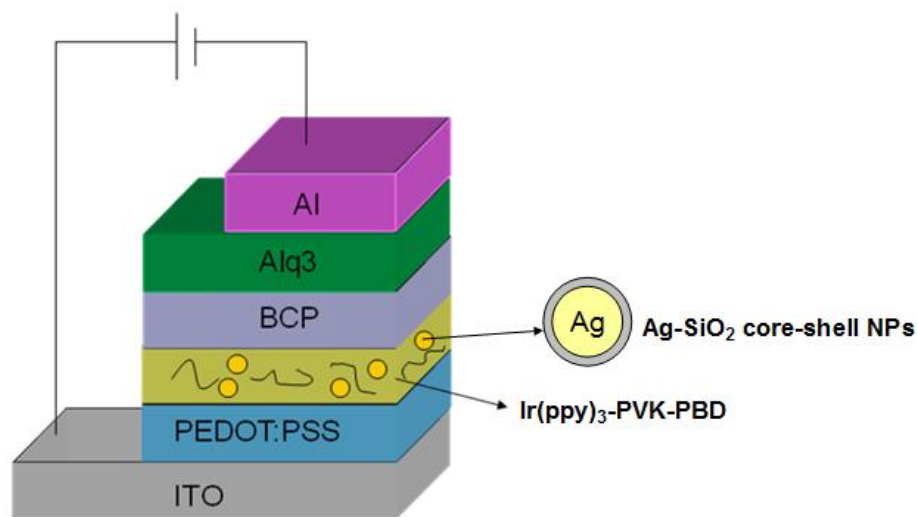 Al
Alq3
BCP
Ag
Ag-SiO₂ core-shell NPs
Ir(ppy)₃-PVK-PBD
PEDOT:PSS
ITO